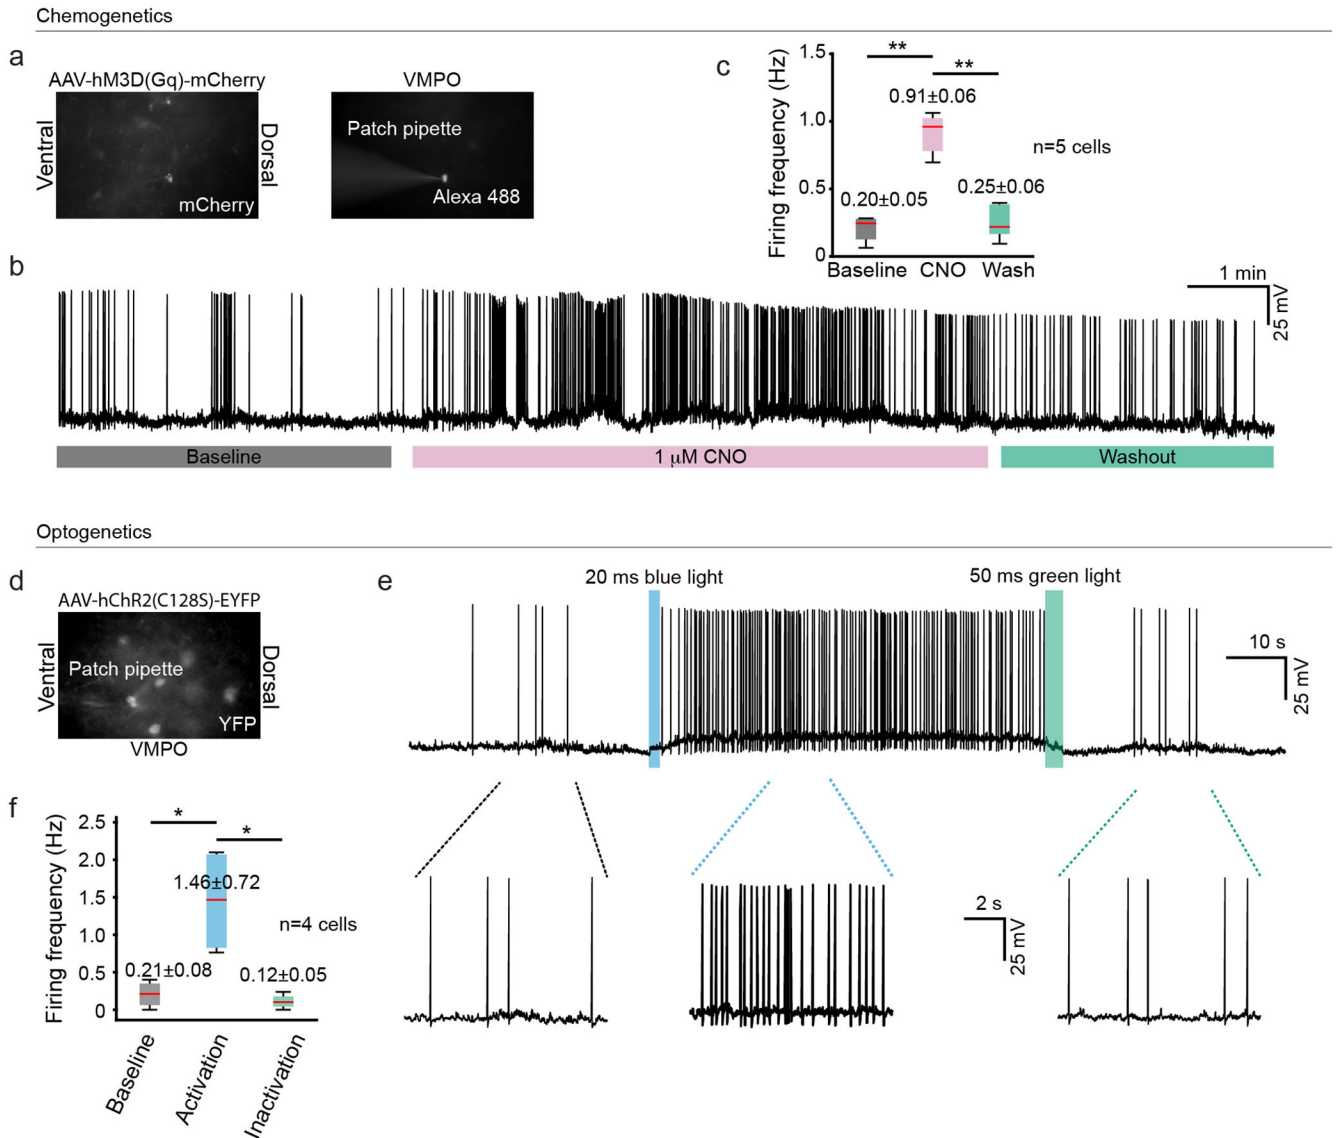 Chemogenetics
a
AAV-hM3D(Gq)-mCherry
Ventral
Dorsal
mCherry
VMPO
Patch pipette
Alexa 488
c
Firing frequency (Hz)
1.5
1.0
0.5
0
**
**
0.91±0.06
n=5 cells
0.20±0.05
0.25±0.06
Baseline CNO Wash
b
1 min
25 mV
Baseline
1 μM CNO
Washout
Optogenetics
d
AAV-hChR2(C128S)-EYFP
Ventral
Dorsal
Patch pipette
YFP
VMPO
e
20 ms blue light
50 ms green light
10 s
25 mV
2 s
25 mV
f
Firing frequency (Hz)
2.5
2.0
1.5
1.0
0.5
0
*
*
1.46±0.72
n=4 cells
0.21±0.08
0.12±0.05
Baseline
Activation
Inactivation